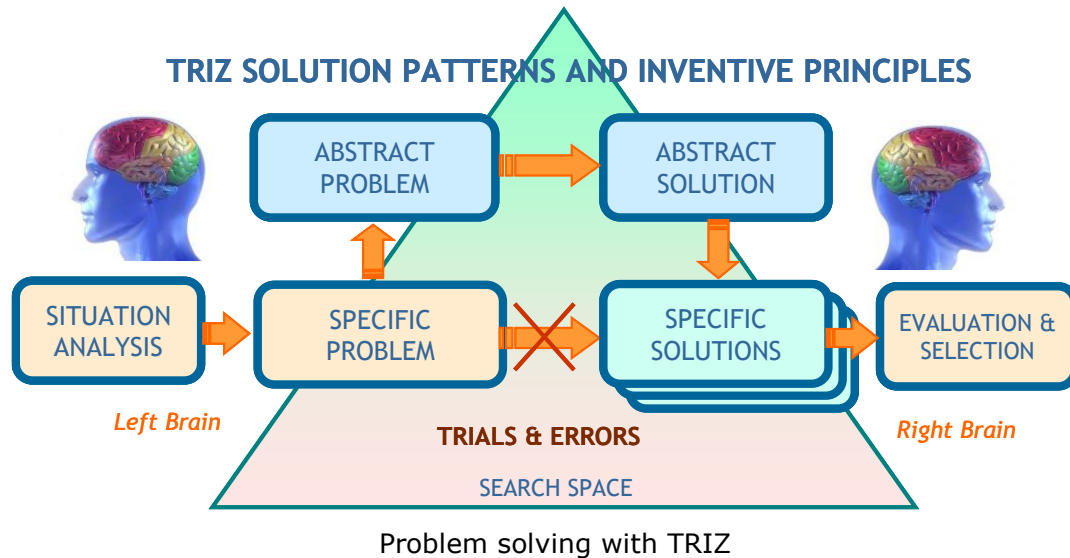 TRIZ SOLUTION PATTERNS AND INVENTIVE PRINCIPLES
ABSTRACT
PROBLEM
ABSTRACT
SOLUTION
SITUATION
ANALYSIS
SPECIFIC
PROBLEM
SPECIFIC
SOLUTIONS
EVALUATION &
SELECTION
Left Brain
Right Brain
TRIALS & ERRORS
SEARCH SPACE
Problem solving with TRIZ